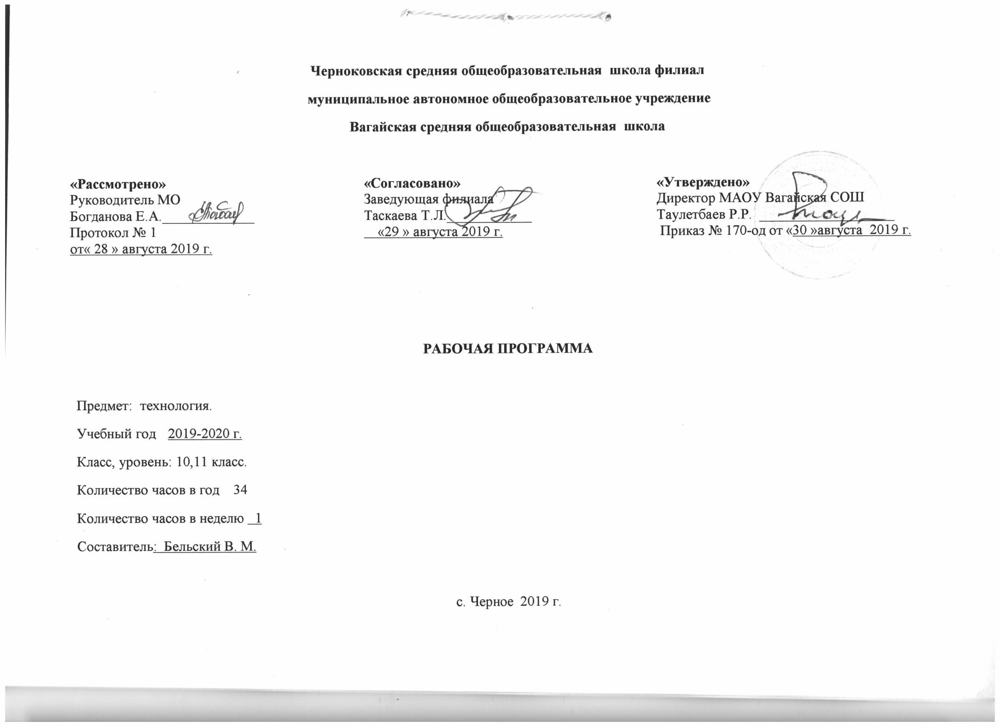 Черноковская средняя общеобразовательная школа филиал
муниципальное автономное общеобразовательное учреждение
Вагайская средняя общеобразовательная школа
«Рассмотрено»
Руководитель МО
Богданова Е.А.
Протокол № 1
от« 28 » августа 2019 г.
«Согласовано»
Заведующая филиала
Таскаева Т.Л.
«29 » августа 2019 г.
«Утверждено»
Директор МАОУ Вагайская СОШ
Таулетбаев Р.Р.
Приказ № 170-од от «30 »августа 2019 г.
РАБОЧАЯ ПРОГРАММА
Предмет: технология.
Учебный год 2019-2020 г.
Класс, уровень: 10,11 класс.
Количество часов в год 34
Количество часов в неделю 1
Составитель: Бельский В. М.
с. Черное 2019 г.